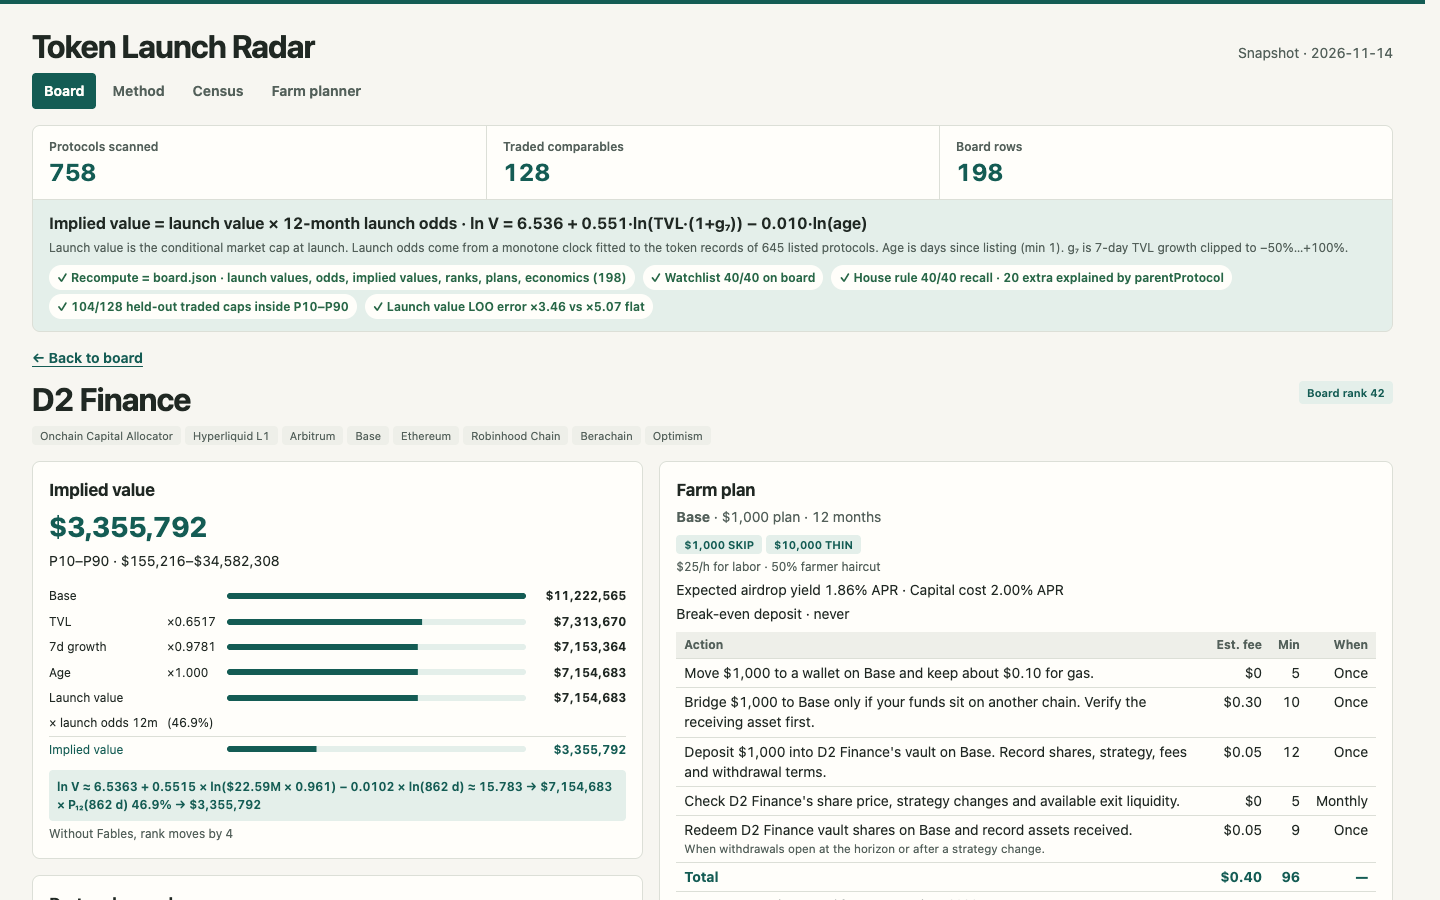 Token Launch Radar
Snapshot · 2026-11-14
Board Method Census Farm planner
Protocols scanned
758
Traded comparables
128
Board rows
198
Implied value = launch value × 12-month launch odds · ln V = 6.536 + 0.551·ln(TVL·(1+g₇)) − 0.010·ln(age)
Launch value is the conditional market cap at launch. Launch odds come from a monotone clock fitted to the token records of 645 listed protocols. Age is days since listing (min 1). g₇ is 7-day TVL growth clipped to −50%…+100%.
✓ Recompute = board.json · launch values, odds, implied values, ranks, plans, economics (198)
✓ Watchlist 40/40 on board
✓ House rule 40/40 recall · 20 extra explained by parentProtocol
✓ 104/128 held-out traded caps inside P10–P90
✓ Launch value LOO error ×3.46 vs ×5.07 flat
← Back to board
D2 Finance
Board rank 42
Onchain Capital Allocator Hyperliquid L1 Arbitrum Base Ethereum Robinhood Chain Berachain Optimism
Implied value
$3,355,792
P10–P90 · $155,216–$34,582,308
Base $11,222,565
TVL ×0.6517 $7,313,670
7d growth ×0.9781 $7,153,364
Age ×1.000 $7,154,683
Launch value $7,154,683
× launch odds 12m (46.9%)
Implied value $3,355,792
ln V ≈ 6.5363 + 0.5515 × ln($22.59M × 0.961) − 0.0102 × ln(862 d) ≈ 15.783 → $7,154,683
× P₁₂(862 d) 46.9% → $3,355,792
Without Fables, rank moves by 4
Farm plan
Base · $1,000 plan · 12 months
$1,000 SKIP $10,000 THIN
$25/h for labor · 50% farmer haircut
Expected airdrop yield 1.86% APR · Capital cost 2.00% APR
Break-even deposit · never
Action Est. fee Min When
Move $1,000 to a wallet on Base and keep about $0.10 for gas. $0 5 Once
Bridge $1,000 to Base only if your funds sit on another chain. Verify the $0.30 10 Once
receiving asset first.
Deposit $1,000 into D2 Finance's vault on Base. Record shares, strategy, fees $0.05 12 Once
and withdrawal terms.
Check D2 Finance's share price, strategy changes and available exit liquidity. $0 5 Monthly
Redeem D2 Finance vault shares on Base and record assets received. $0.05 9 Once
When withdrawals open at the horizon or after a strategy change.
Total $0.40 96 —